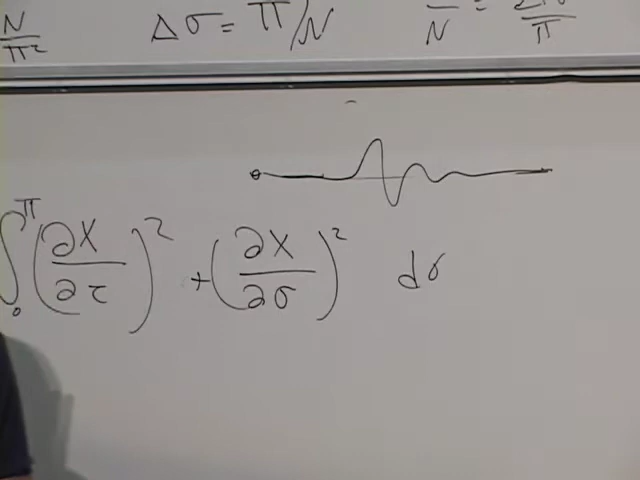 N/π² Δσ = π/N
∫₀^π (∂X/∂τ)² + (∂X/∂σ)² dσ